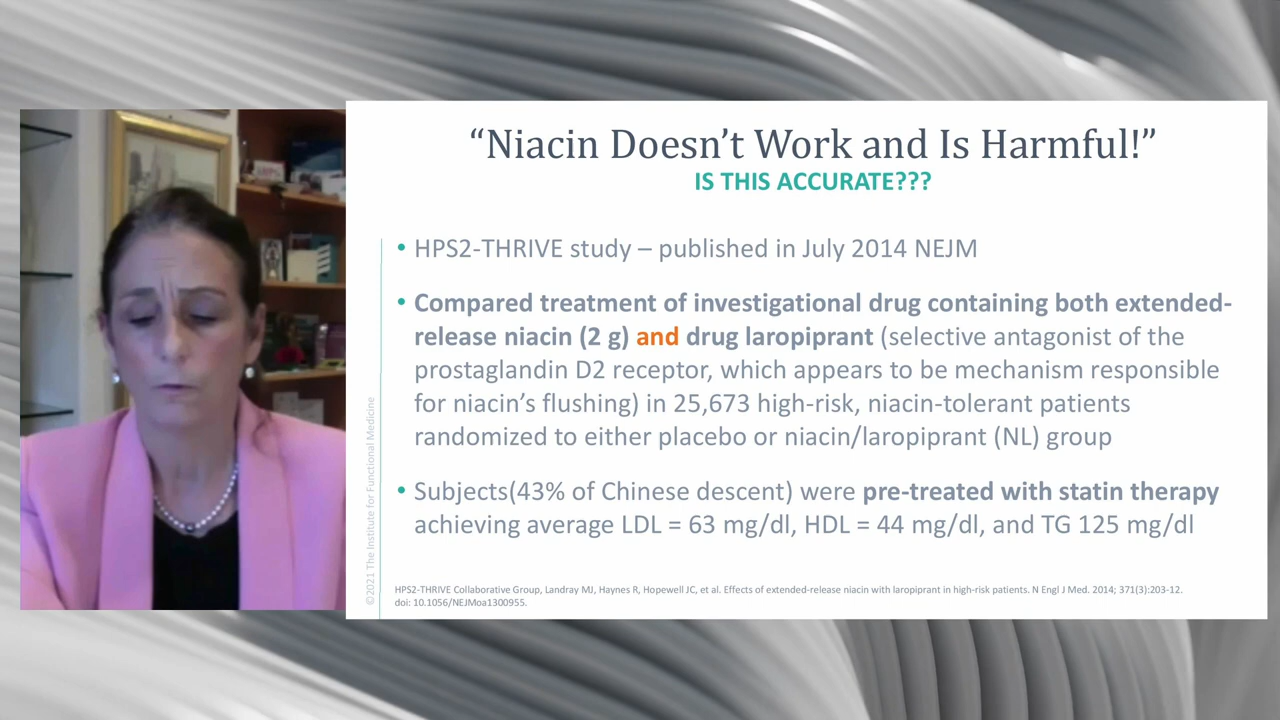 “Niacin Doesn’t Work and Is Harmful!”
IS THIS ACCURATE???
• HPS2-THRIVE study – published in July 2014 NEJM
• Compared treatment of investigational drug containing both extended-
release niacin (2 g) and drug laropiprant (selective antagonist of the
prostaglandin D2 receptor, which appears to be mechanism responsible
for niacin’s flushing) in 25,673 high-risk, niacin-tolerant patients
randomized to either placebo or niacin/laropiprant (NL) group
• Subjects(43% of Chinese descent) were pre-treated with statin therapy
achieving average LDL = 63 mg/dl, HDL = 44 mg/dl, and TG 125 mg/dl
HPS2-THRIVE Collaborative Group, Landray MJ, Haynes R, Hopewell JC, et al. Effects of extended-release niacin with laropiprant in high-risk patients. N Engl J Med. 2014; 371(3):203-12.
doi: 10.1056/NEJMoa1300955.
©2021 The Institute for Functional Medicine